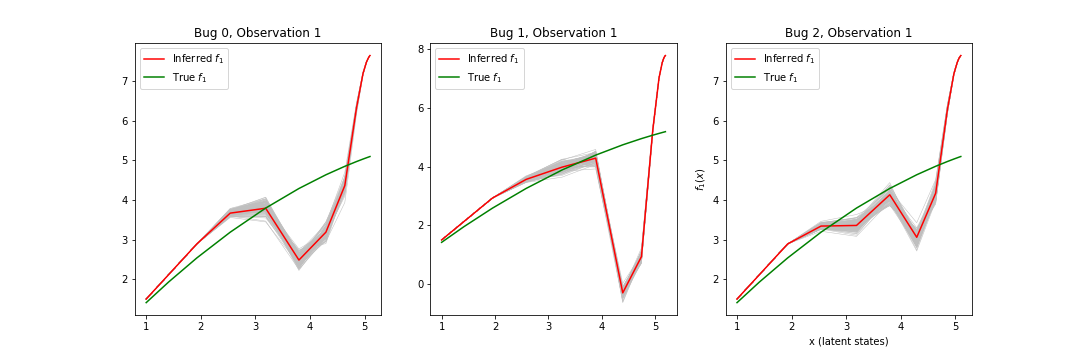 Bug 0, Observation 1
Inferred f₁
True f₁
7
6
5
4
3
2
1 2 3 4 5
Bug 1, Observation 1
Inferred f₁
True f₁
8
6
4
2
0
1 2 3 4 5
Bug 2, Observation 1
Inferred f₁
True f₁
f₁(x)
7
6
5
4
3
2
1 2 3 4 5
x (latent states)